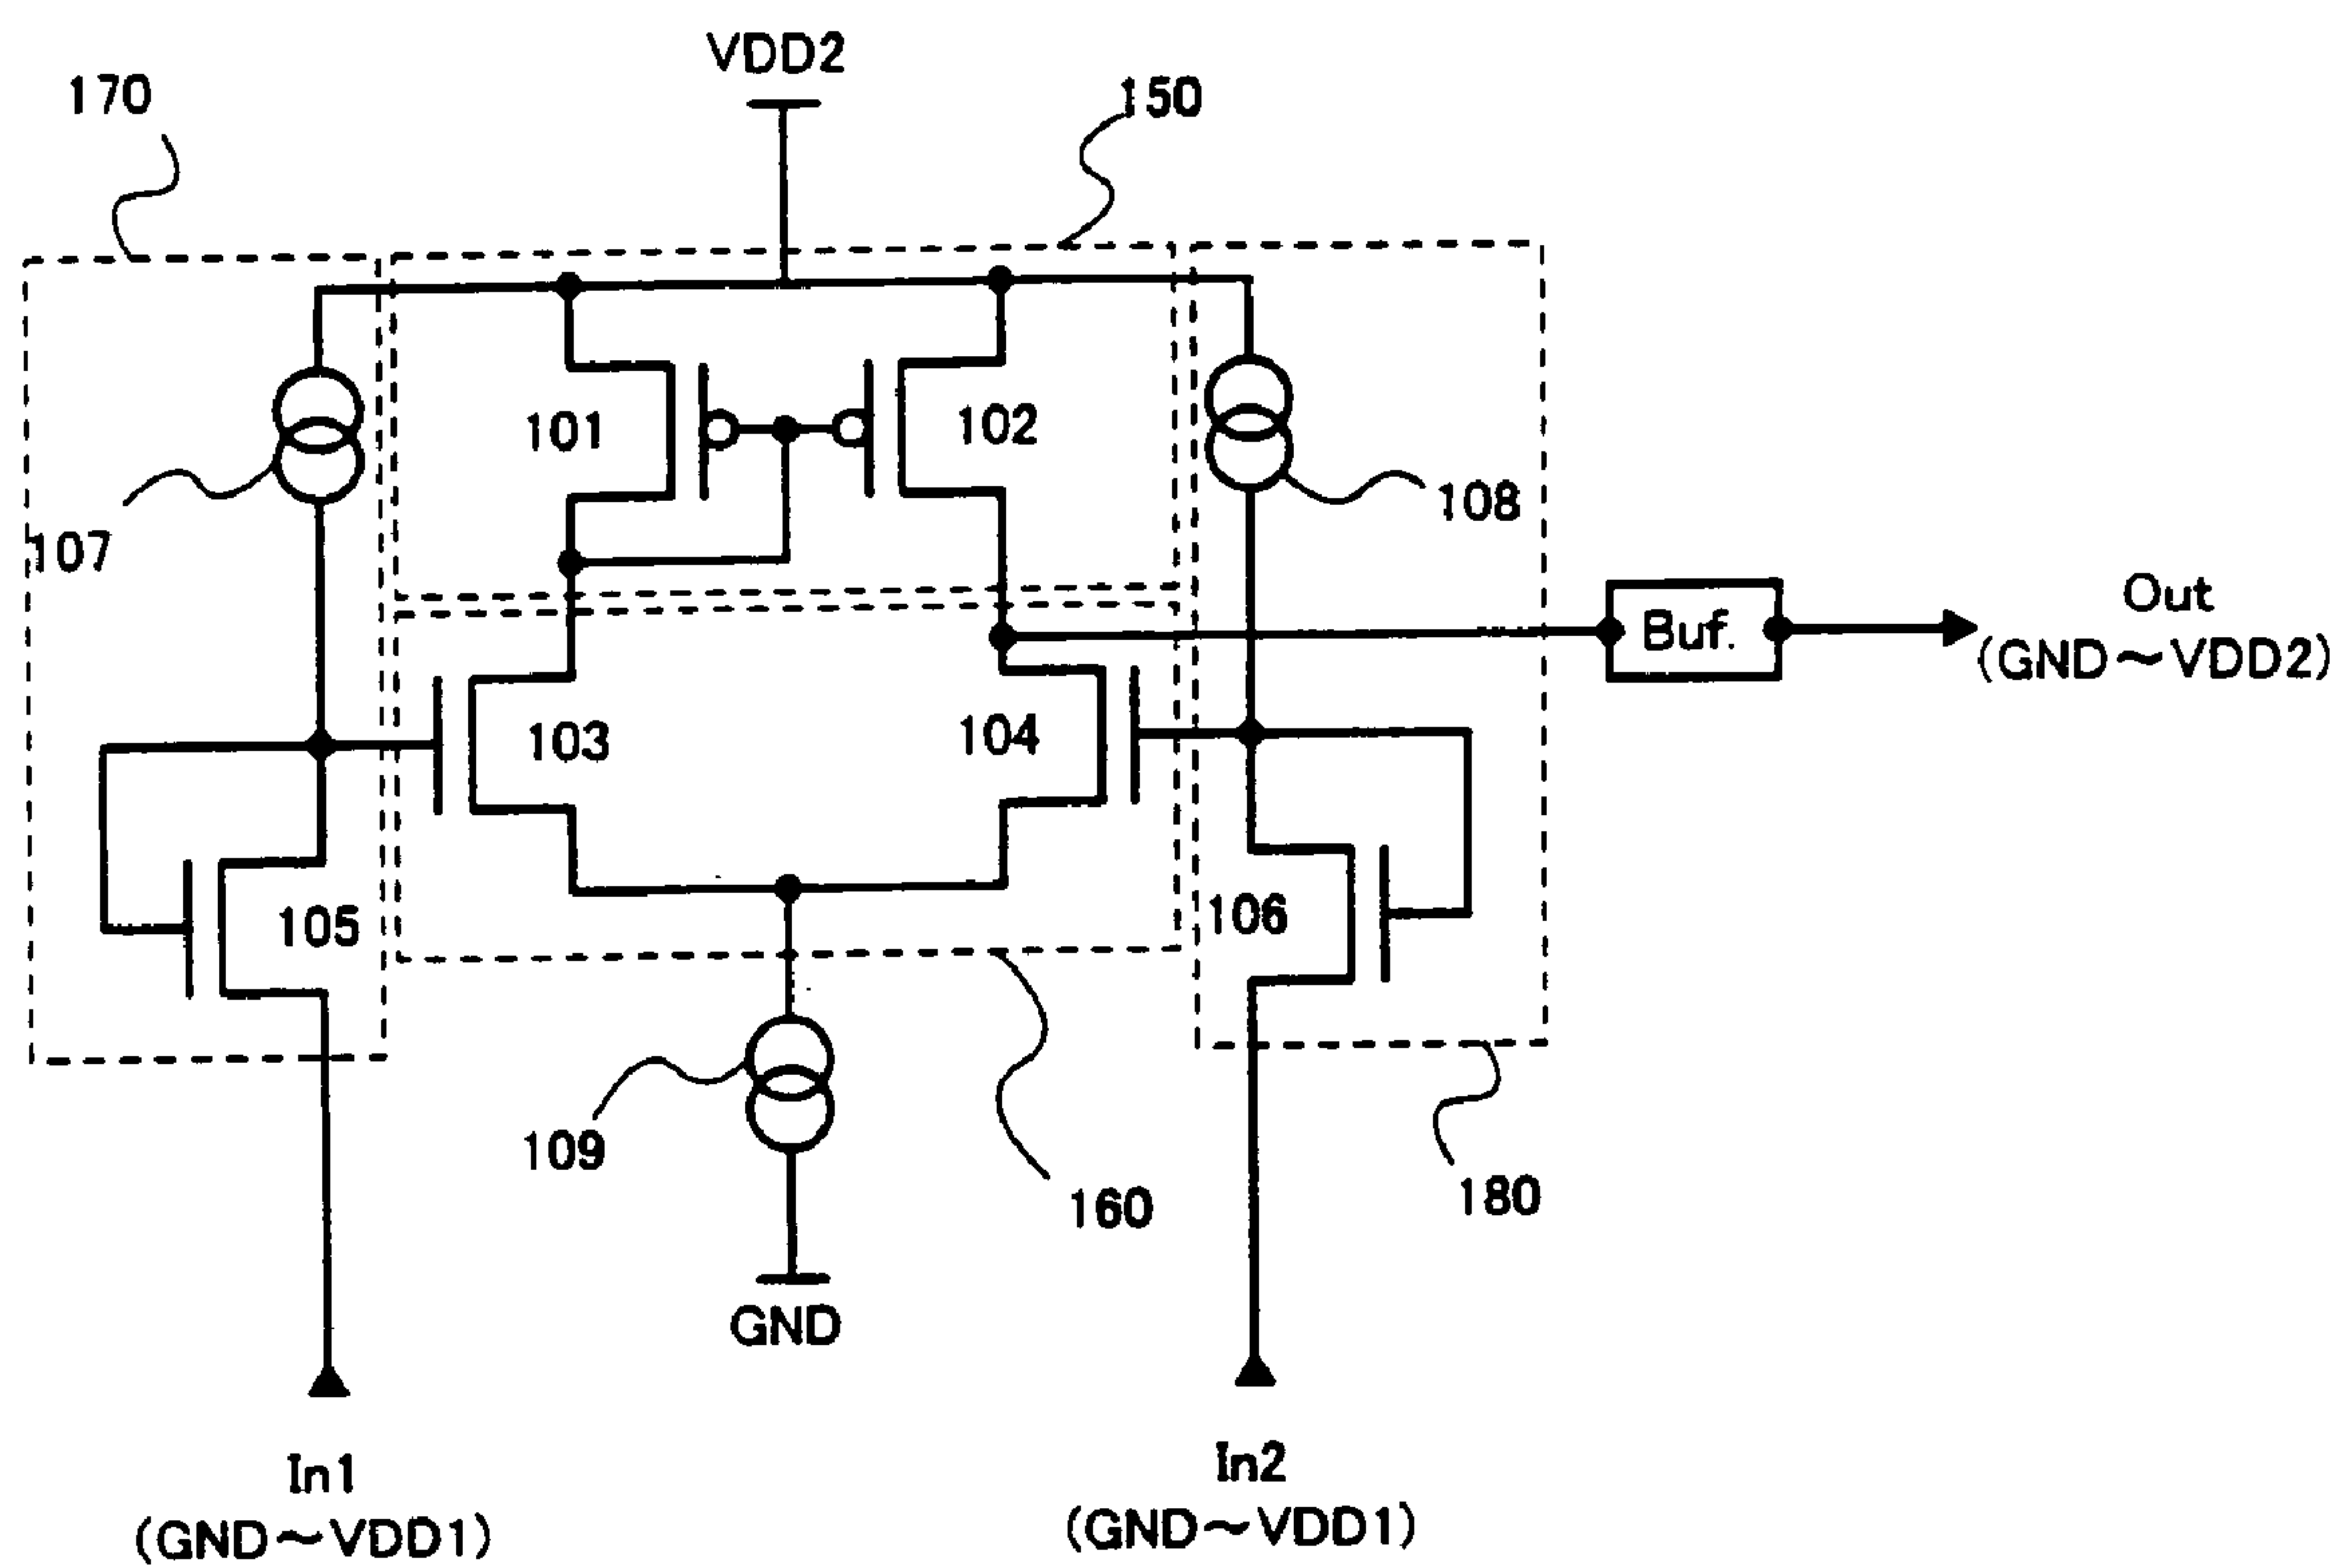 VDD2
170
150
101
102
107
108
Out
Buf.
(GND～VDD2)
103
104
105
106
109
160
180
GND
In1
(GND～VDD1)
In2
(GND～VDD1)